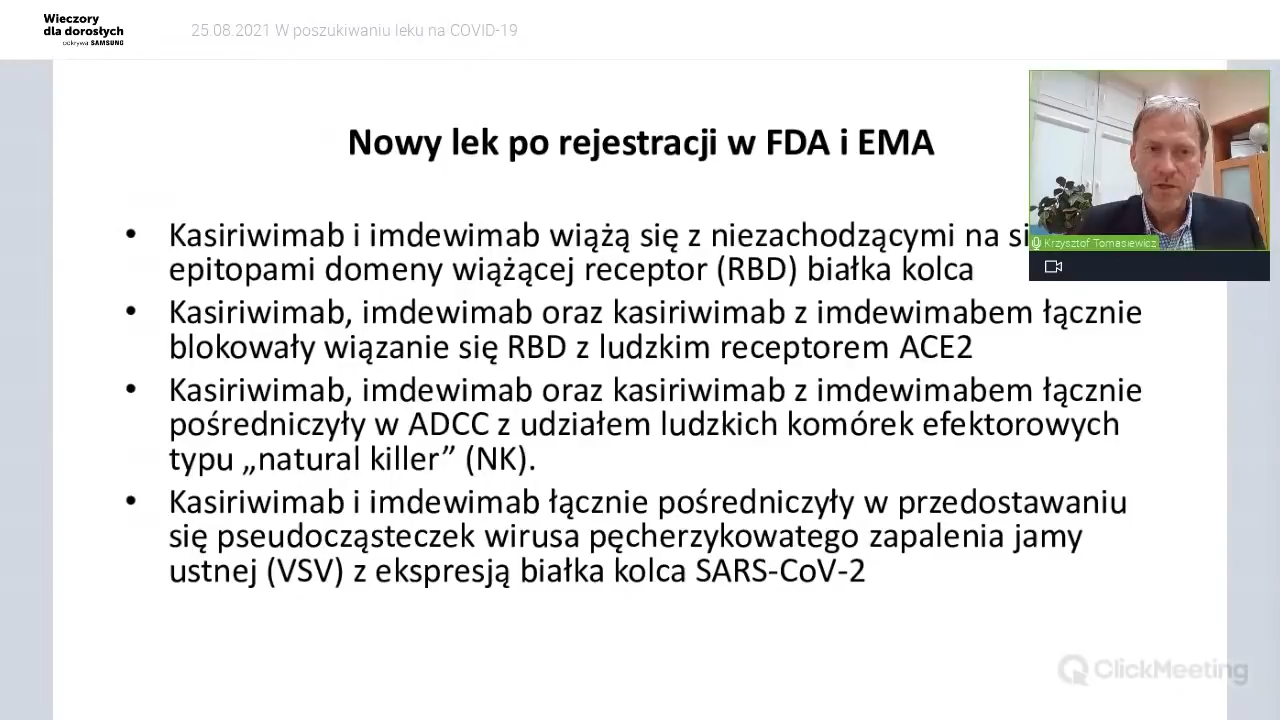 Wieczory
dla dorosłych
odkrywa SAMSUNG
25.08.2021 W poszukiwaniu leku na COVID-19
Nowy lek po rejestracji w FDA i EMA
• Kasiriwimab i imdewimab wiążą się z niezachodzącymi na si
epitopami domeny wiążącej receptor (RBD) białka kolca
• Kasiriwimab, imdewimab oraz kasiriwimab z imdewimabem łącznie
blokowały wiązanie się RBD z ludzkim receptorem ACE2
• Kasiriwimab, imdewimab oraz kasiriwimab z imdewimabem łącznie
pośredniczyły w ADCC z udziałem ludzkich komórek efektorowych
typu „natural killer” (NK).
• Kasiriwimab i imdewimab łącznie pośredniczyły w przedostawaniu
się pseudocząsteczek wirusa pęcherzykowatego zapalenia jamy
ustnej (VSV) z ekspresją białka kolca SARS-CoV-2
Krzysztof Tomasiewicz
ClickMeeting